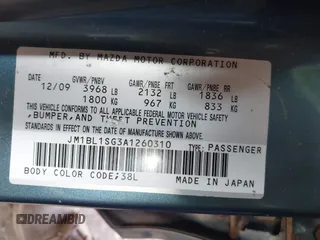 MFD. BY MAZDA MOTOR CORPORATION
GVWR/PNBV GAWR/PNBE FR GAWR/PNBE RR
12/09 3968 LB 2132 LB 1836 LB
1800 KG 967 KG 833 KG
THIS VEHICLE CONFORMS TO ALL APPLICABLE FEDERAL MOTOR VEHICLE SAFETY
,BUMPER,AND THEFT PREVENTION
STANDARDS IN EFFECT ON THE DATE OF MANUFACTURE SHOWN ABOVE.
JM1BL1SG3A1260310 TYPE: PASSENGER
BODY COLOR CODE;38L MADE IN JAPAN
DREAMBID